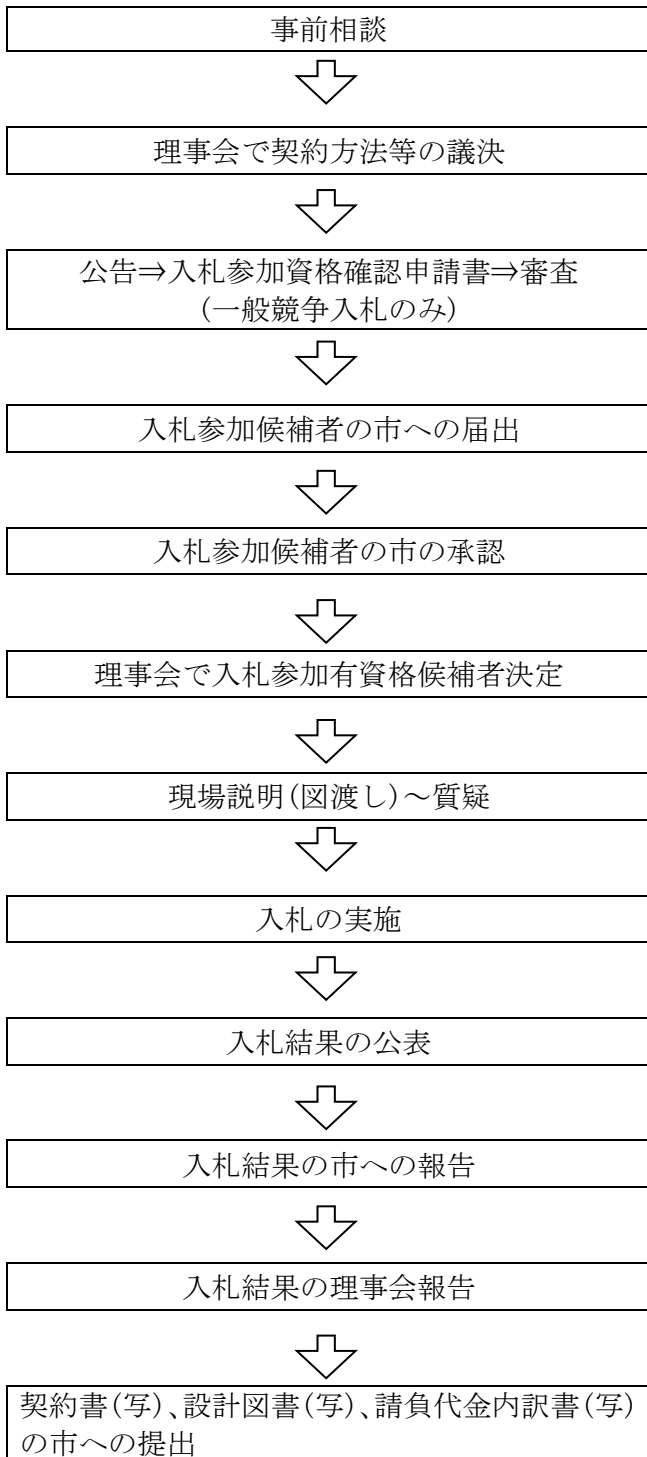 事前相談
理事会で契約方法等の議決
公告⇒入札参加資格確認申請書⇒審査
(一般競争入札のみ)
入札参加候補者の市への届出
入札参加候補者の市の承認
理事会で入札参加有資格候補者決定
現場説明(図渡し)～質疑
入札の実施
入札結果の公表
入札結果の市への報告
入札結果の理事会報告
契約書(写)、設計図書(写)、請負代金内訳書(写)
の市への提出